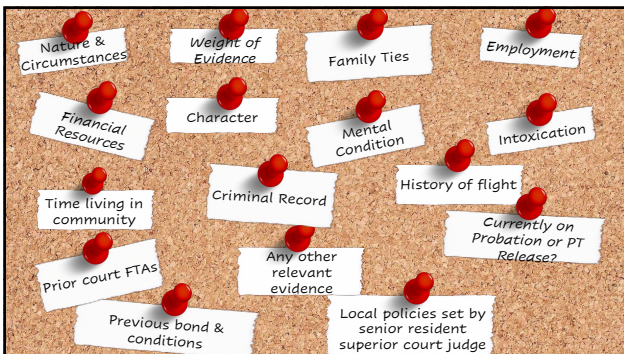 Nature &
Circumstances
Weight of
Evidence
Family Ties
Employment
Financial
Resources
Character
Mental
Condition
Intoxication
Time living in
community
Criminal Record
History of flight
Currently on
Probation or PT
Release?
Prior court FTAs
Any other
relevant
evidence
Previous bond &
conditions
Local policies set by
senior resident
superior court judge